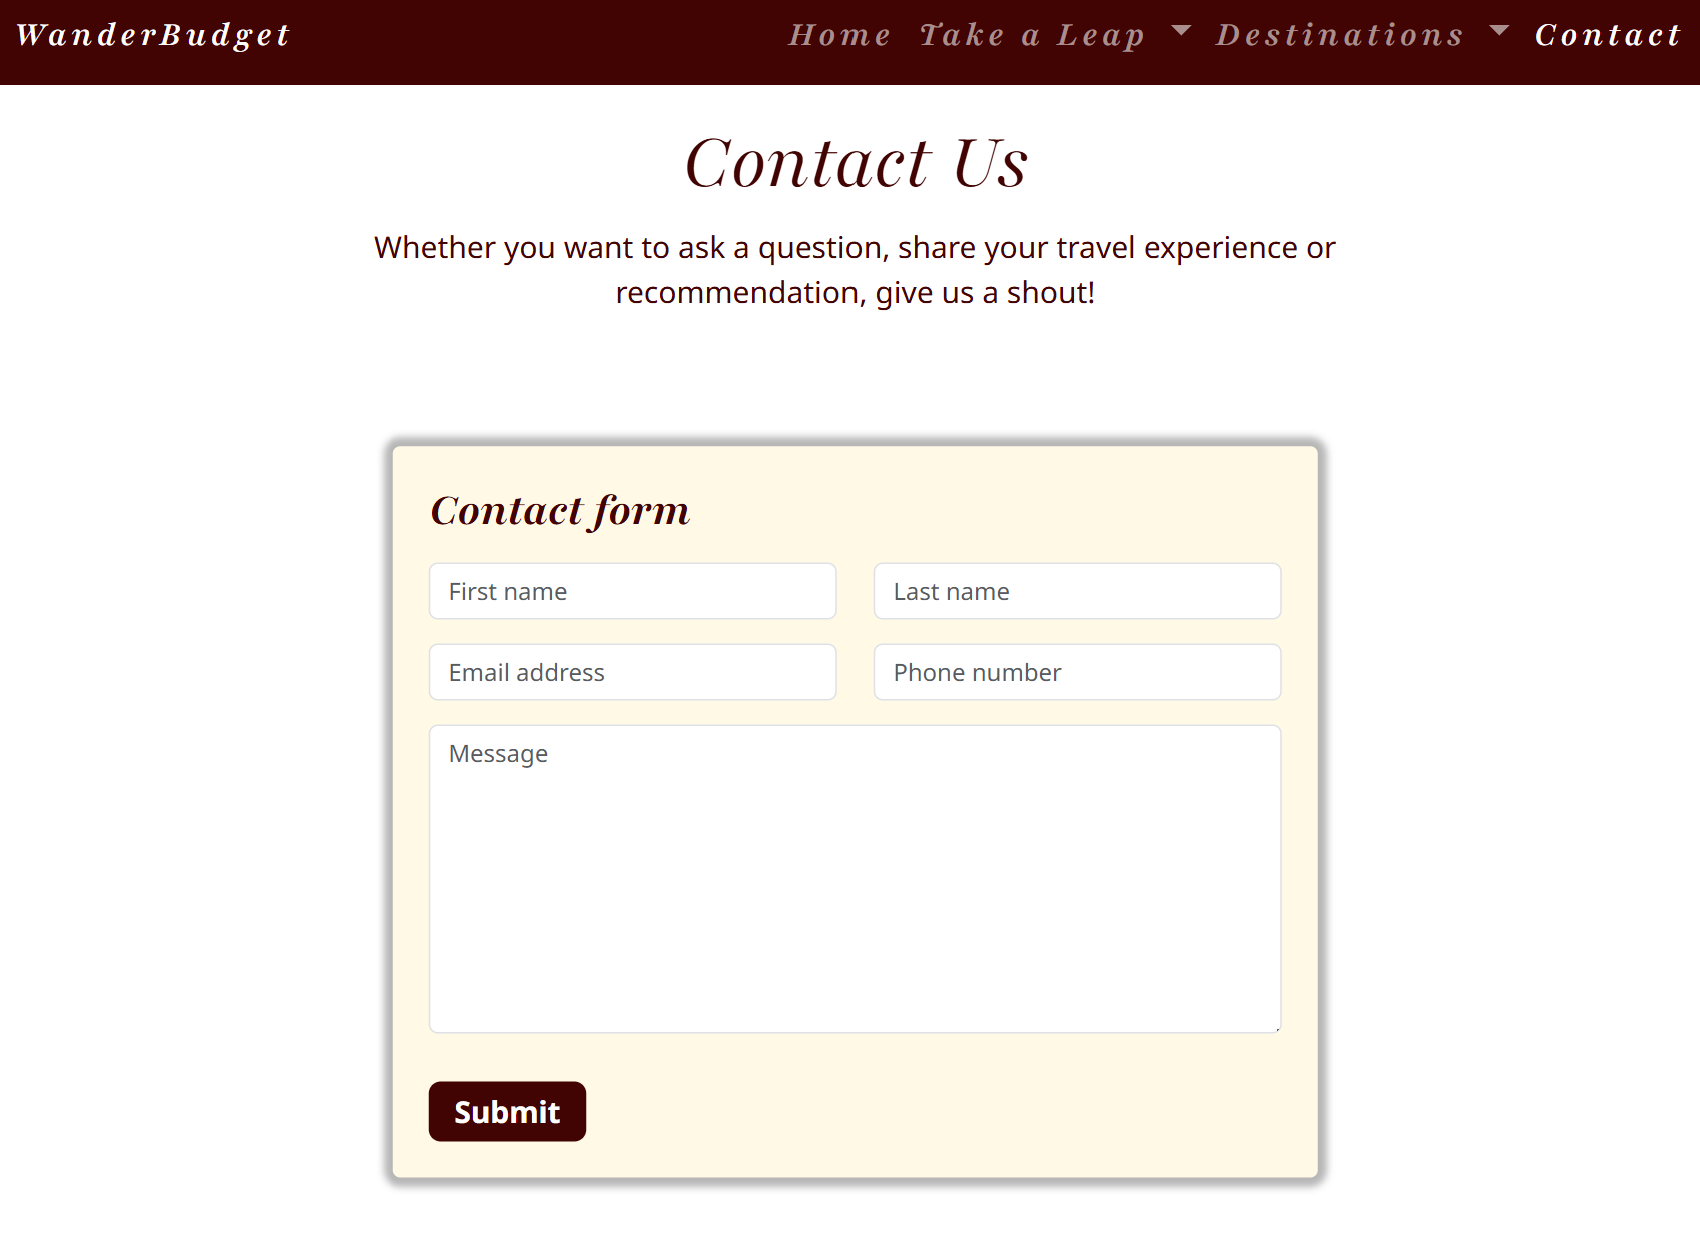 WanderBudget
Home Take a Leap Destinations Contact
Contact Us
Whether you want to ask a question, share your travel experience or
recommendation, give us a shout!
Contact form
First name Last name
Email address Phone number
Message
Submit